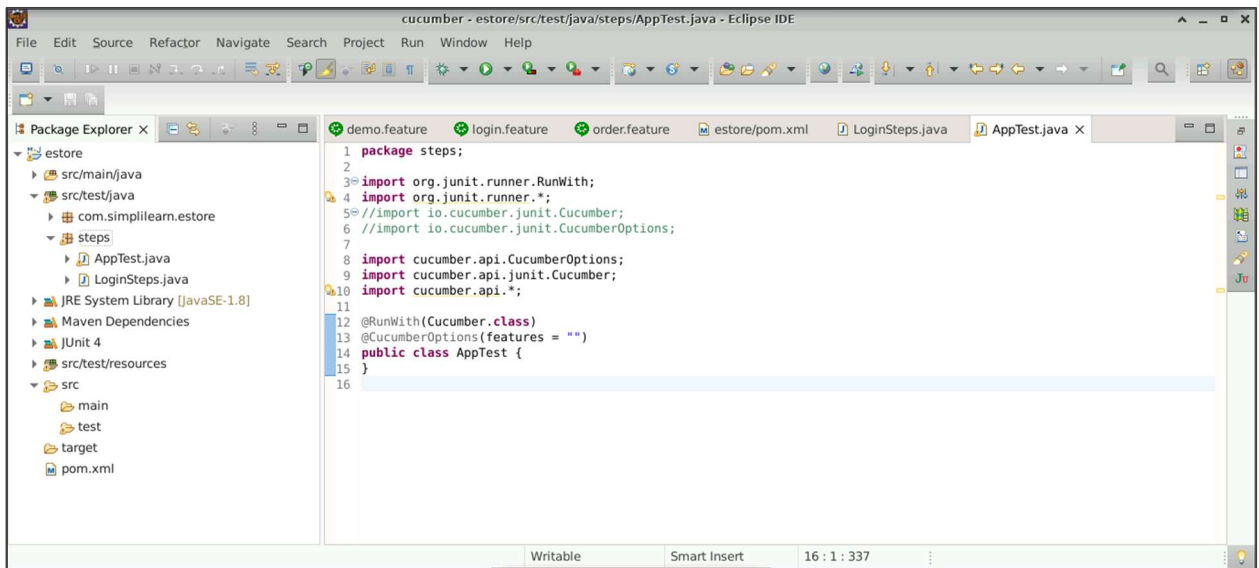 cucumber - estore/src/test/java/steps/AppTest.java - Eclipse IDE
File Edit Source Refactor Navigate Search Project Run Window Help
Package Explorer
estore
src/main/java
src/test/java
com.simplilearn.estore
steps
AppTest.java
LoginSteps.java
JRE System Library [JavaSE-1.8]
Maven Dependencies
JUnit 4
src/test/resources
src
main
test
target
pom.xml
demo.feature login.feature order.feature estore/pom.xml LoginSteps.java AppTest.java
1 package steps;
2
3 import org.junit.runner.RunWith;
4 import org.junit.runner.*;
5 //import io.cucumber.junit.Cucumber;
6 //import io.cucumber.junit.CucumberOptions;
7
8 import cucumber.api.CucumberOptions;
9 import cucumber.api.junit.Cucumber;
10 import cucumber.api.*;
11
12 @RunWith(Cucumber.class)
13 @CucumberOptions(features = "")
14 public class AppTest {
15 }
16
Writable Smart Insert 16 : 1 : 337